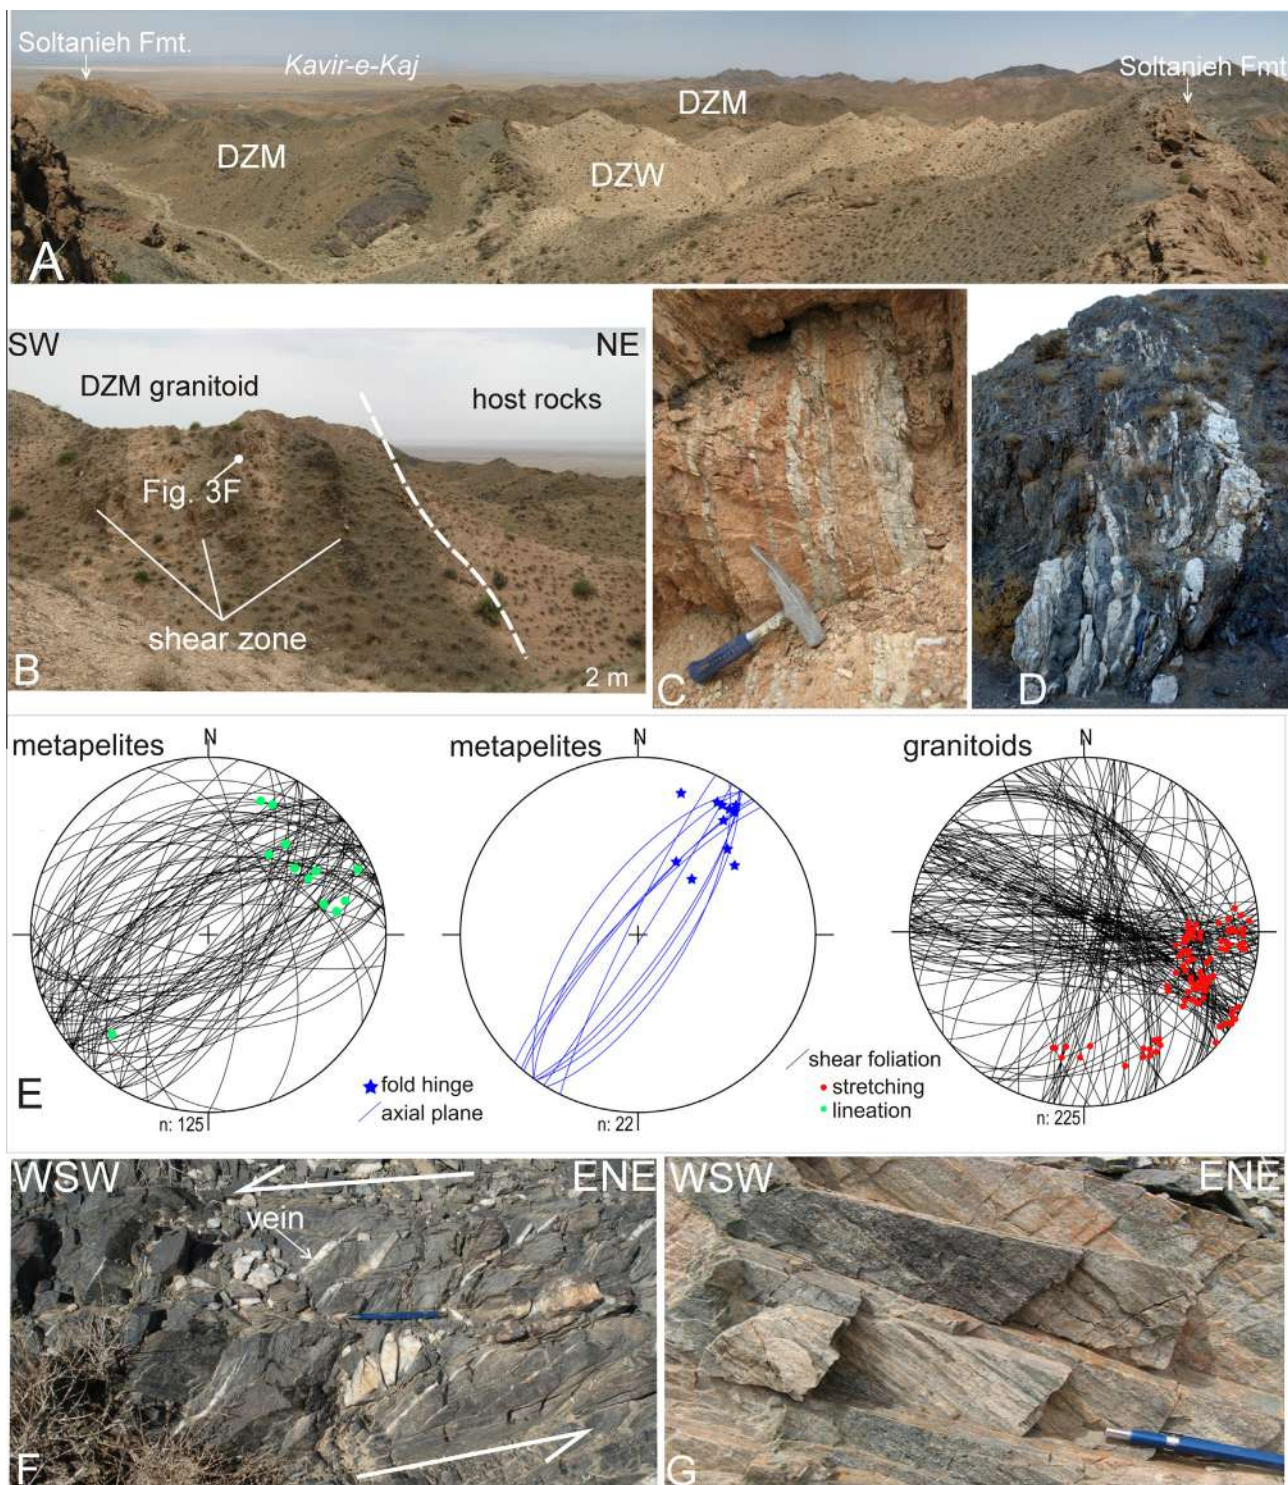 Soltanieh Fmt.
Kavir-e-Kaj
Soltanieh Fmt
DZM
DZM
DZW
A
SW
NE
DZM granitoid
host rocks
Fig. 3F
shear zone
B
2 m
C
D
metapelites
N
metapelites
N
granitoids
N
E
fold hinge
axial plane
shear foliation
stretching
lineation
n: 125
n: 22
n: 225
WSW
ENE
vein
F
WSW
ENE
G